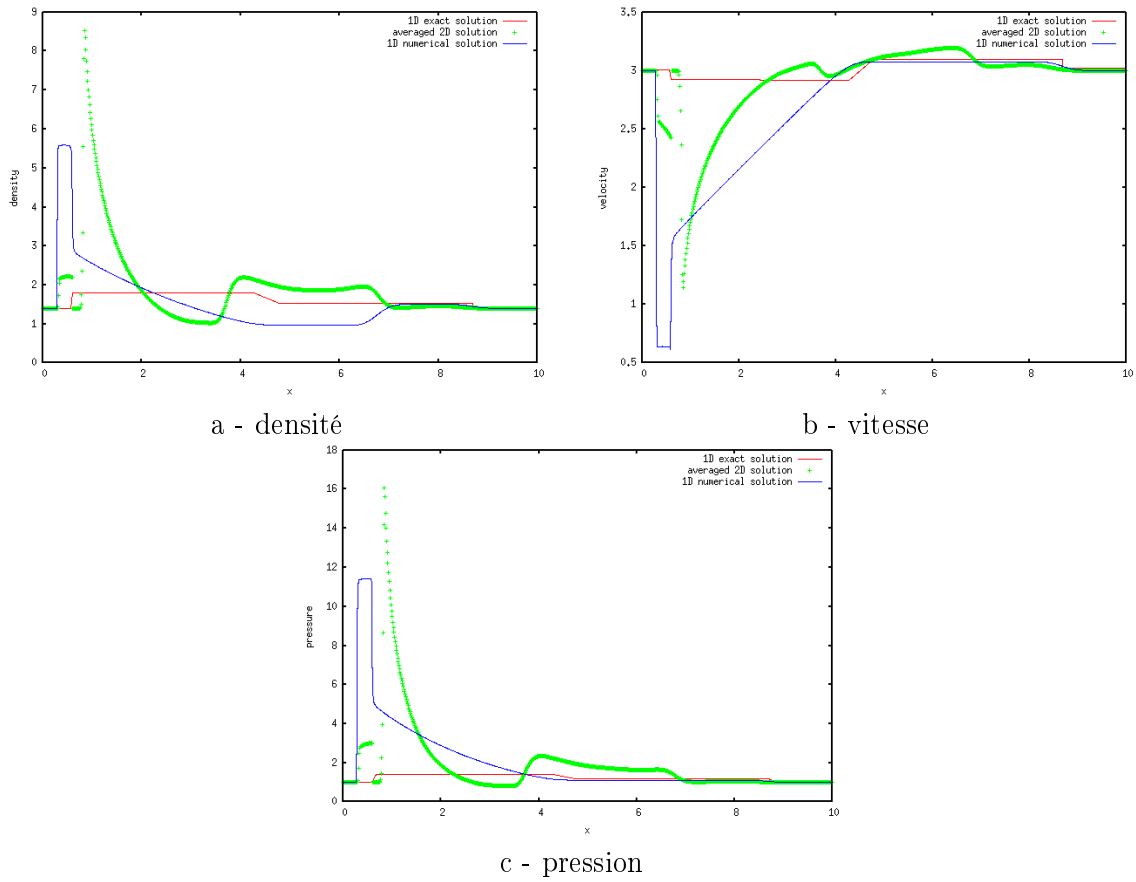 9
8
7
6
5
4
3
2
1
0
density
1D exact solution
averaged 2D solution
1D numerical solution
0 2 4 6 8 10
x
a - densité
3.5
3
2.5
2
1.5
1
0.5
velocity
1D exact solution
averaged 2D solution
1D numerical solution
0 2 4 6 8 10
x
b - vitesse
18
16
14
12
10
8
6
4
2
0
pressure
1D exact solution
averaged 2D solution
1D numerical solution
0 2 4 6 8 10
x
c - pression